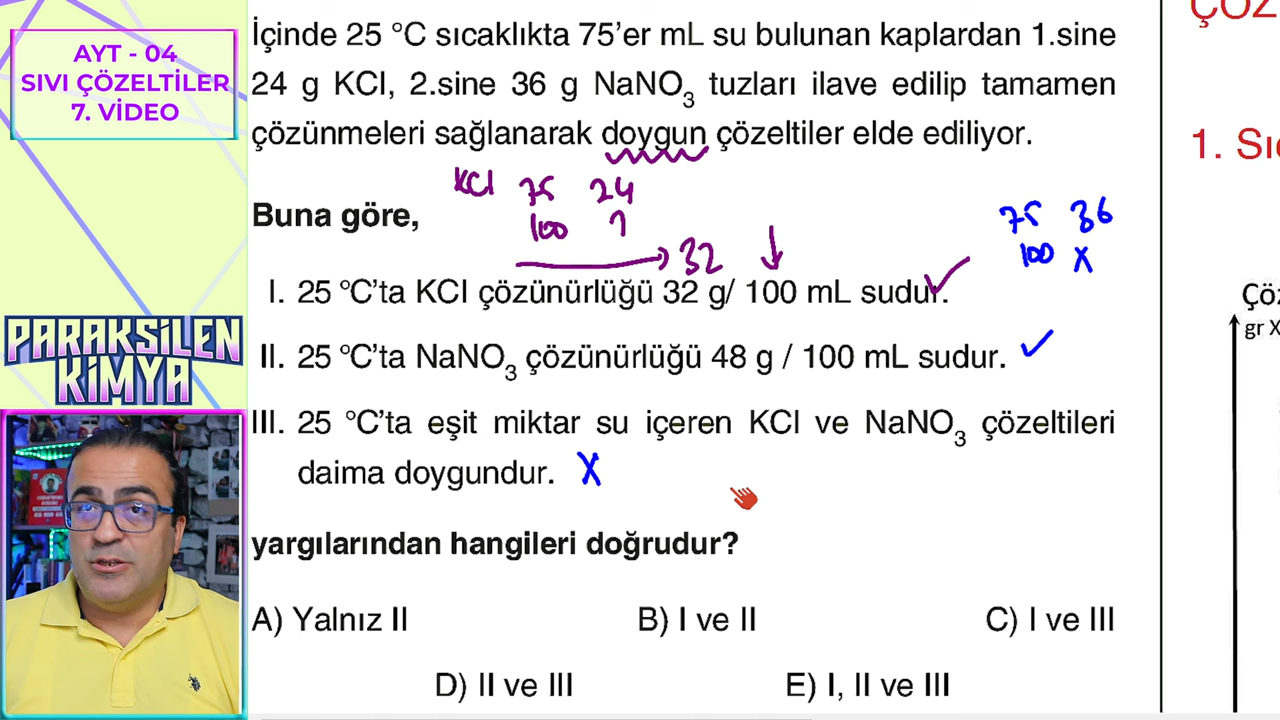 AYT - 04
SIVI ÇÖZELTİLER
7. VİDEO
PARAKSİLEN
KİMYA
İçinde 25 °C sıcaklıkta 75’er mL su bulunan kaplardan 1.sine
24 g KCl, 2.sine 36 g NaNO3 tuzları ilave edilip tamamen
çözünmeleri sağlanarak doygun çözeltiler elde ediliyor.
KCl 75 24
100 ?
75 36
100 X
Buna göre,
32
I. 25 °C’ta KCl çözünürlüğü 32 g/ 100 mL sudur.
II. 25 °C’ta NaNO3 çözünürlüğü 48 g / 100 mL sudur.
III. 25 °C’ta eşit miktar su içeren KCl ve NaNO3 çözeltileri
daima doygundur. X
yargılarından hangileri doğrudur?
A) Yalnız II B) I ve II C) I ve III
D) II ve III E) I, II ve III
1.
gr X